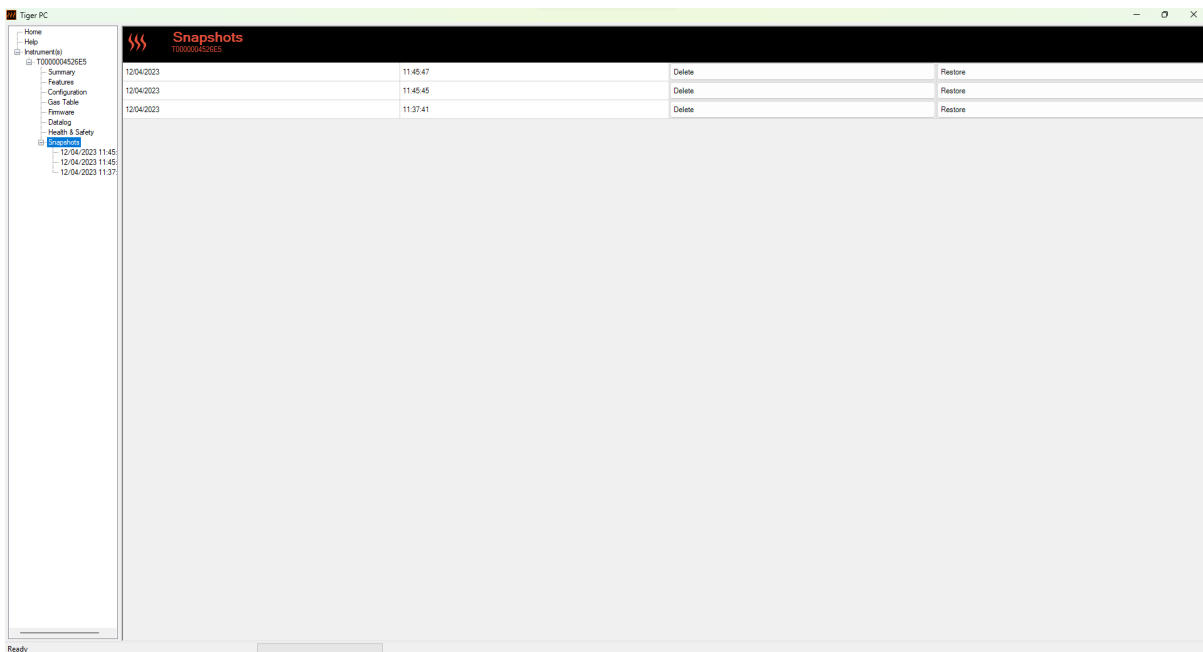 Tiger PC
Home
Help
Instrument(s)
T0000004526E5
Summary
Features
Configuration
Gas Table
Firmware
Datalog
Health & Safety
Snapshots
12/04/2023 11:45:
12/04/2023 11:45:
12/04/2023 11:37:
Snapshots
T0000004526E5
12/04/2023 11:45:47 Delete Restore
12/04/2023 11:45:45 Delete Restore
12/04/2023 11:37:41 Delete Restore
Ready